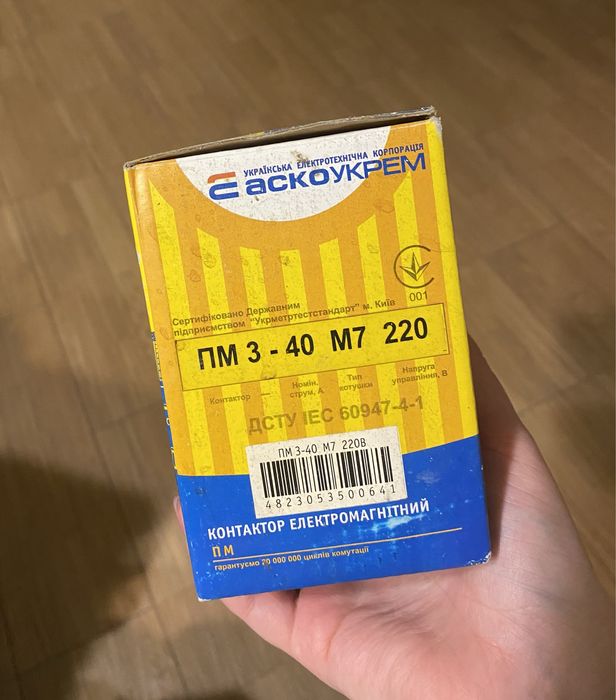 УКРАЇНСЬКА ЕЛЕКТРОТЕХНІЧНА КОРПОРАЦІЯ
аскоУКРЕМ
001
Сертифіковано Державним
підприємством "Укрметртестстандарт" м. Київ
ПМ 3 - 40 М7 220
Контактор — Номін. струм, А Тип котушки Напруга управління, В
ДСТУ IEC 60947-4-1
ПМ 3-40 М7 220В
4823053500641
КОНТАКТОР ЕЛЕКТРОМАГНІТНИЙ
ПМ
гарантуємо 20 000 000 циклів комутації